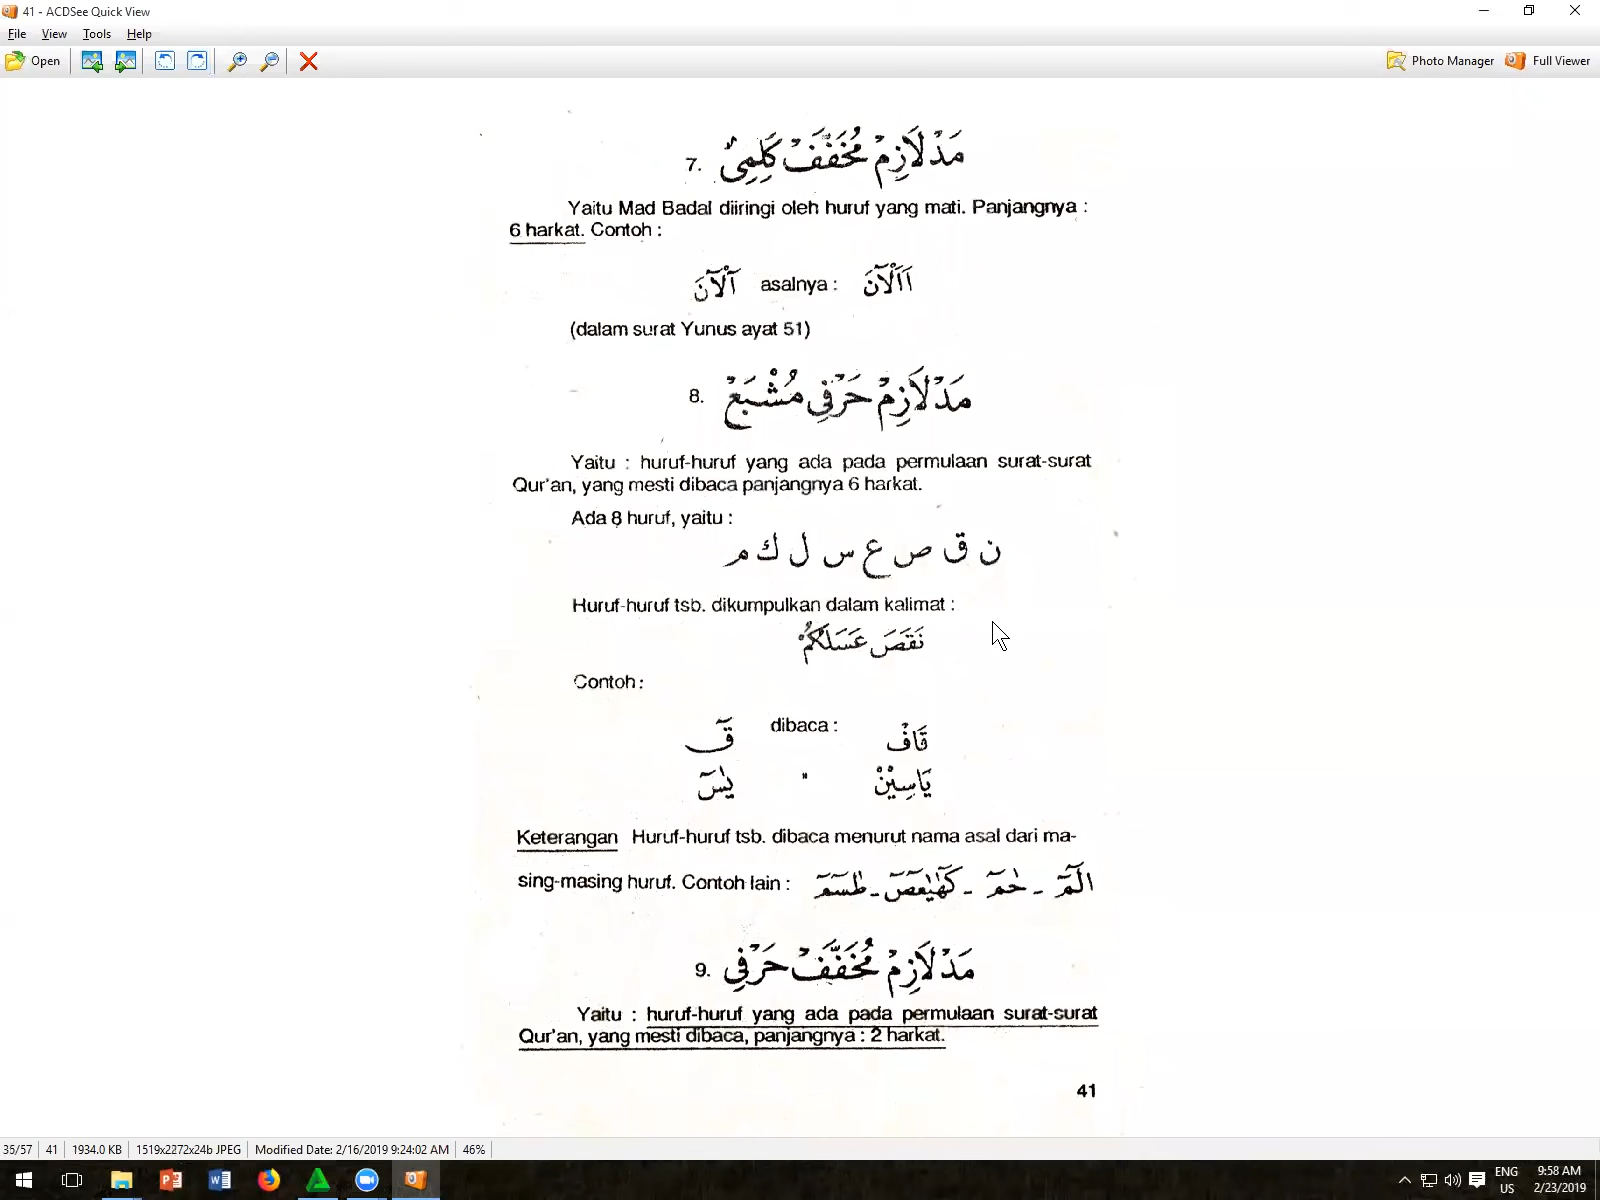 41 - ACDSee Quick View
File View Tools Help
Open
Photo Manager Full Viewer
7. مَدْ لَازِمْ مُخَفَّفْ كَلِمِىْ
Yaitu Mad Badal diiringi oleh huruf yang mati. Panjangnya :
6 harkat. Contoh :
آلْآنَ asalnya : أَأَلْآنَ
(dalam surat Yunus ayat 51)
8. مَدْ لَازِمْ حَرْفِى مُشْبَعْ
Yaitu : huruf-huruf yang ada pada permulaan surat-surat
Qur'an, yang mesti dibaca panjangnya 6 harkat.
Ada 8 huruf, yaitu :
ن ق ص ع س ل ك م
Huruf-huruf tsb. dikumpulkan dalam kalimat :
نَقَصَ عَسَلُكُمْ
Contoh :
قٓ dibaca : قَافْ
يٰسٓ " يَاسِيْنْ
Keterangan Huruf-huruf tsb. dibaca menurut nama asal dari ma-
sing-masing huruf. Contoh lain : الٓمّٓ - حٰمٓ - كٓهٰيٰعٓصٓ - طٰسٓمٓ
9. مَدْ لَازِمْ مُخَفَّفْ حَرْفِى
Yaitu : huruf-huruf yang ada pada permulaan surat-surat
Qur'an, yang mesti dibaca, panjangnya : 2 harkat.
41
35/57 41 1934.0 KB 1519x2272x24b JPEG Modified Date: 2/16/2019 9:24:02 AM 46%
ENG 9:58 AM
US 2/23/2019